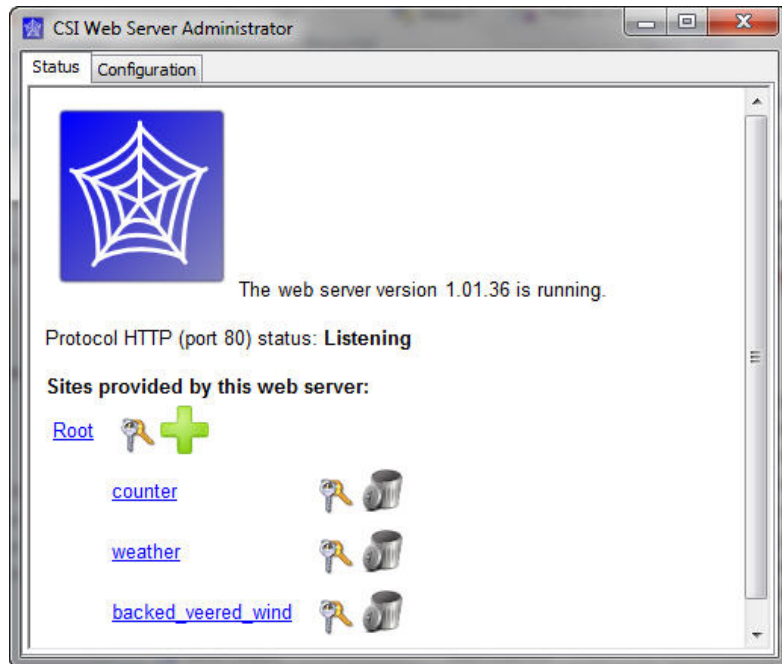 CSI Web Server Administrator
Status Configuration
The web server version 1.01.36 is running.
Protocol HTTP (port 80) status: Listening
Sites provided by this web server:
Root
counter
weather
backed_veered_wind